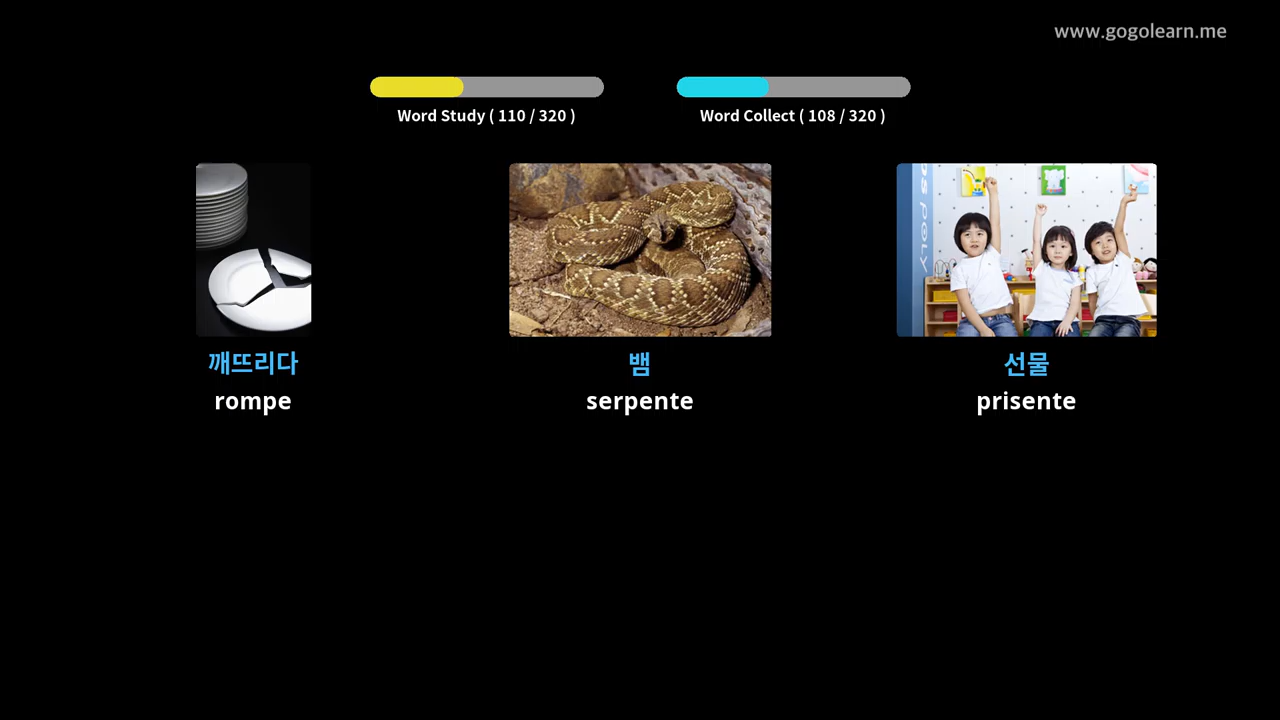 www.gogolearn.me
Word Study ( 110 / 320 )
Word Collect ( 108 / 320 )
깨뜨리다
뱀
선물
rompe
serpente
prisente